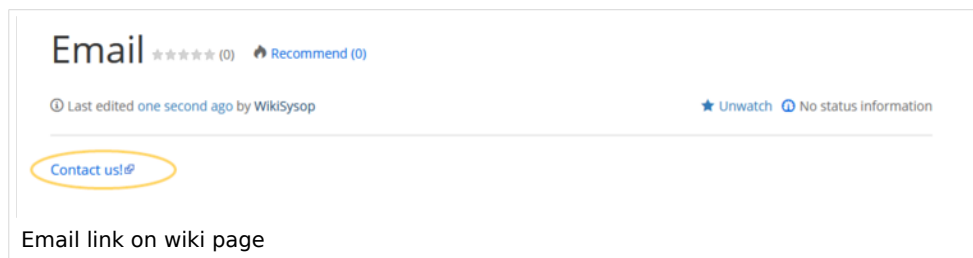 Email (0) Recommend (0)
Last edited one second ago by WikiSysop Unwatch No status information
Contact us!
Email link on wiki page